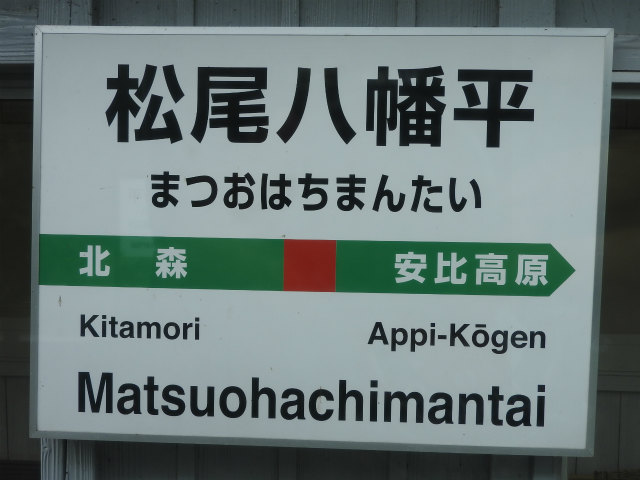 松尾八幡平
まつおはちまんたい
北森 安比高原
Kitamori Appi-Kōgen
Matsuohachimantai